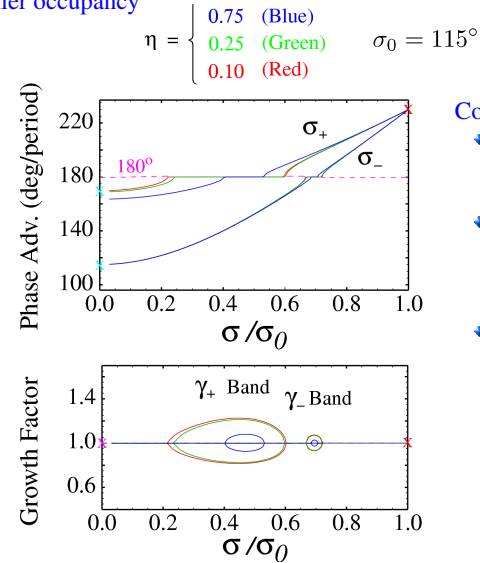 ler occupancy
η = { 0.75 (Blue)
0.25 (Green)
0.10 (Red)
σ0 = 115°
Co
Phase Adv. (deg/period)
220
180
140
100
180°
σ+
σ−
0.0 0.2 0.4 0.6 0.8 1.0
σ/σ0
Growth Factor
1.4
1.0
0.6
γ+ Band
γ− Band
0.0 0.2 0.4 0.6 0.8 1.0
σ/σ0